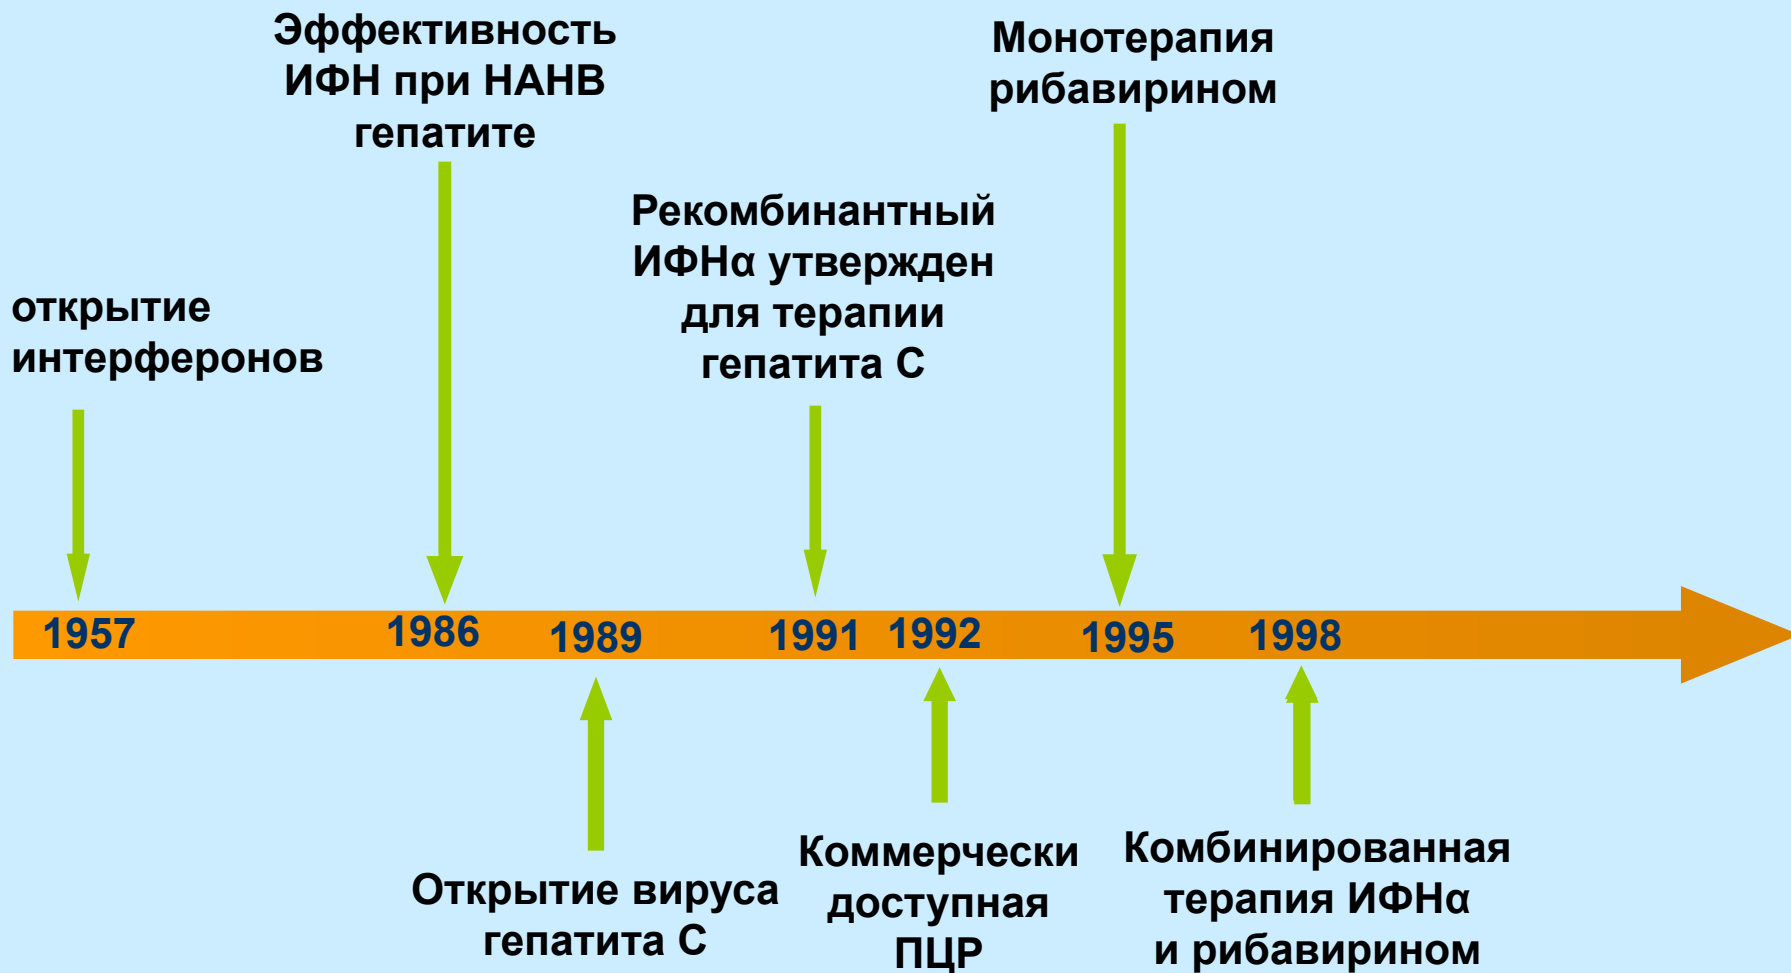 Эффективность
ИФН при НАНВ
гепатите
Монотерапия
рибавирином
Рекомбинантный
ИФНα утвержден
для терапии
гепатита С
открытие
интерферонов
1957
1986
1989
1991
1992
1995
1998
Открытие вируса
гепатита С
Коммерчески
доступная
ПЦР
Комбинированная
терапия ИФНα
и рибавирином